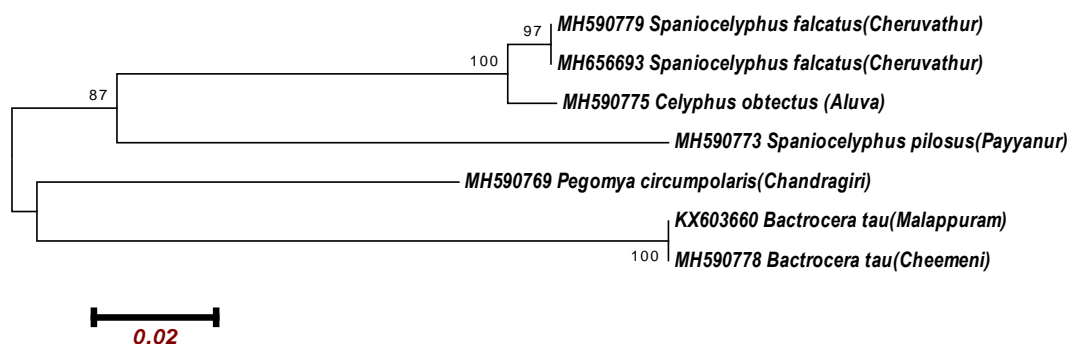 MH590779 Spaniocelyphus falcatus(Cheruvathur)
97
MH656693 Spaniocelyphus falcatus(Cheruvathur)
100
MH590775 Celyphus obtectus (Aluva)
87
MH590773 Spaniocelyphus pilosus(Payyanur)
MH590769 Pegomya circumpolaris(Chandragiri)
KX603660 Bactrocera tau(Malappuram)
100
MH590778 Bactrocera tau(Cheemeni)
0.02